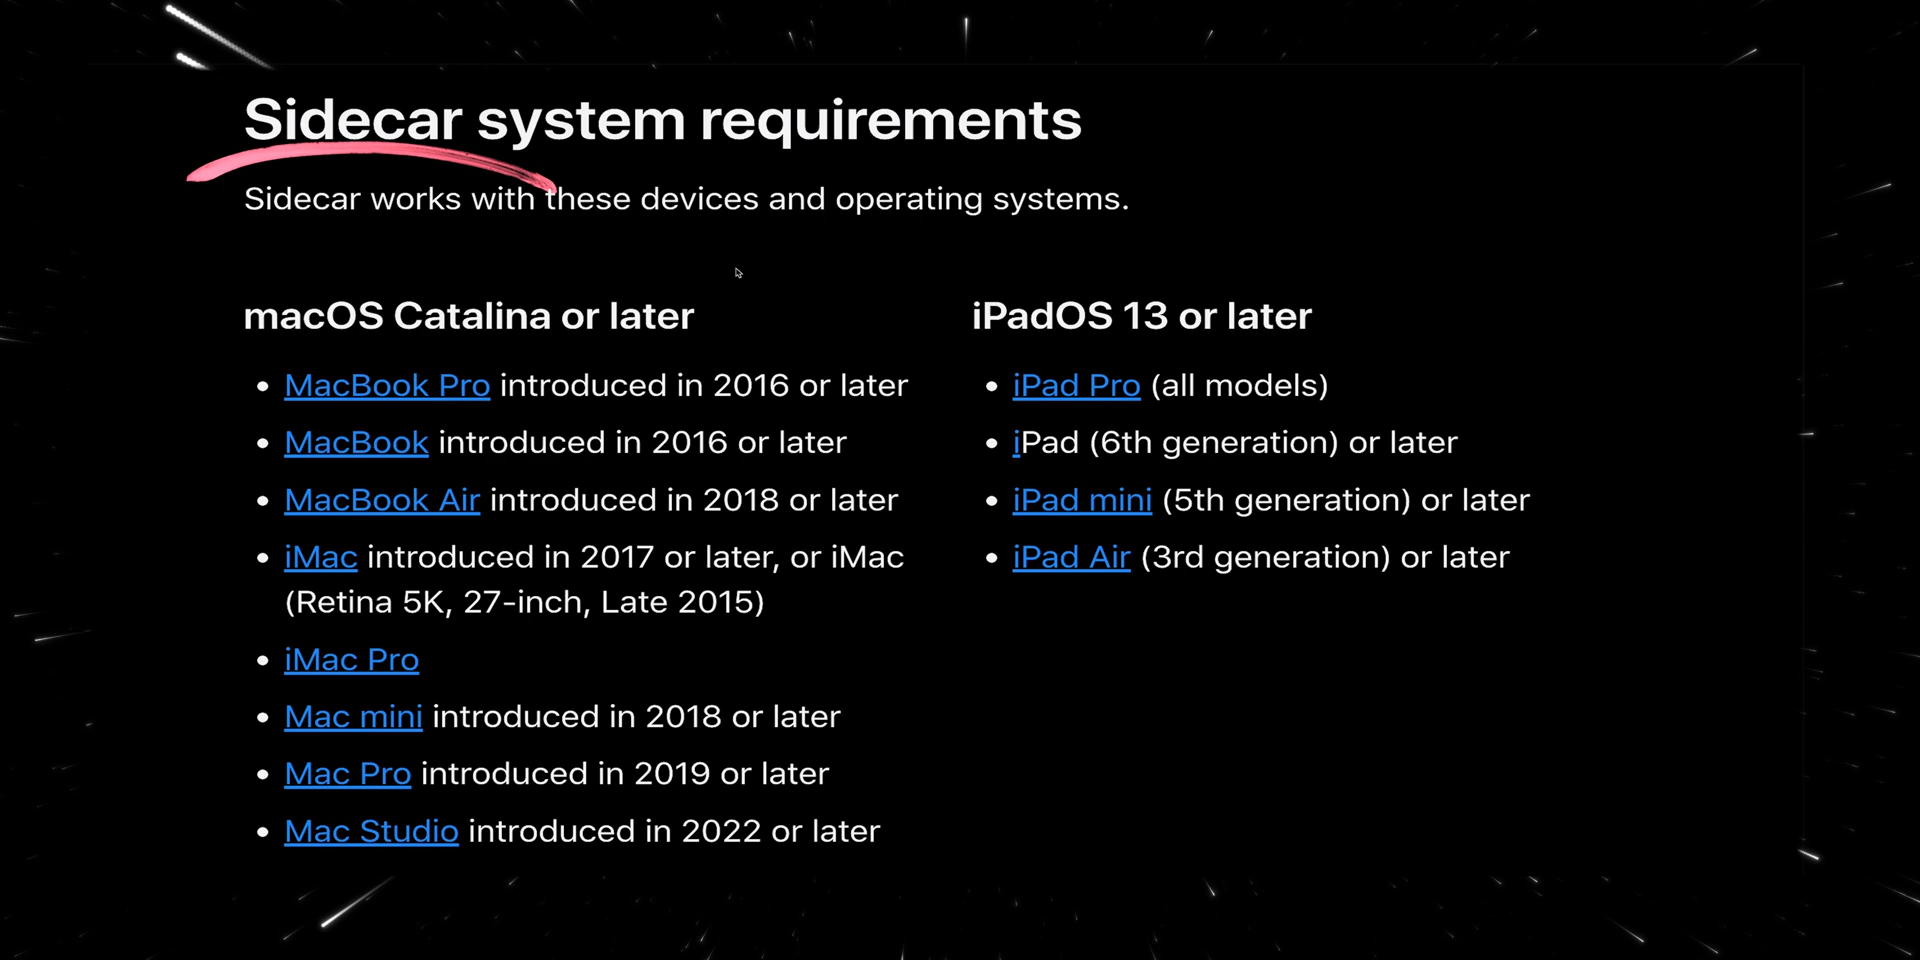 Sidecar system requirements
Sidecar works with these devices and operating systems.
macOS Catalina or later
• MacBook Pro introduced in 2016 or later
• MacBook introduced in 2016 or later
• MacBook Air introduced in 2018 or later
• iMac introduced in 2017 or later, or iMac
(Retina 5K, 27-inch, Late 2015)
• iMac Pro
• Mac mini introduced in 2018 or later
• Mac Pro introduced in 2019 or later
• Mac Studio introduced in 2022 or later
iPadOS 13 or later
• iPad Pro (all models)
• iPad (6th generation) or later
• iPad mini (5th generation) or later
• iPad Air (3rd generation) or later